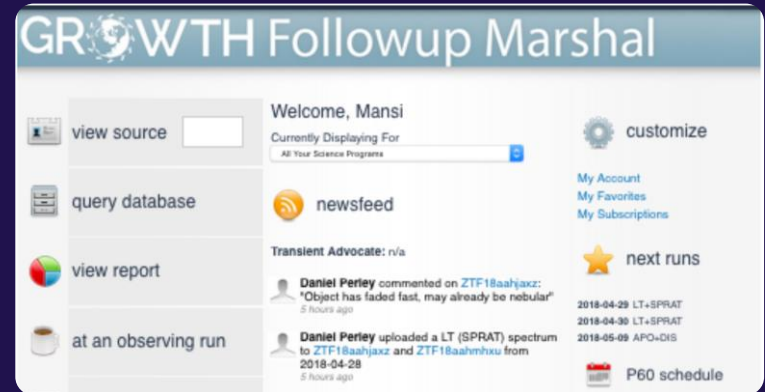 GROWTH Followup Marshal
view source
query database
view report
at an observing run
Welcome, Mansi
Currently Displaying For
All Your Science Programs
newsfeed
Transient Advocate: n/a
Daniel Perley commented on ZTF18aahjaxz:
"Object has faded fast, may already be nebular"
5 hours ago
Daniel Perley uploaded a LT (SPRAT) spectrum
to ZTF18aahjaxz and ZTF18aahmhxu from
2018-04-28
5 hours ago
customize
My Account
My Favorites
My Subscriptions
next runs
2018-04-29 LT+SPRAT
2018-04-30 LT+SPRAT
2018-05-09 APO+DIS
P60 schedule